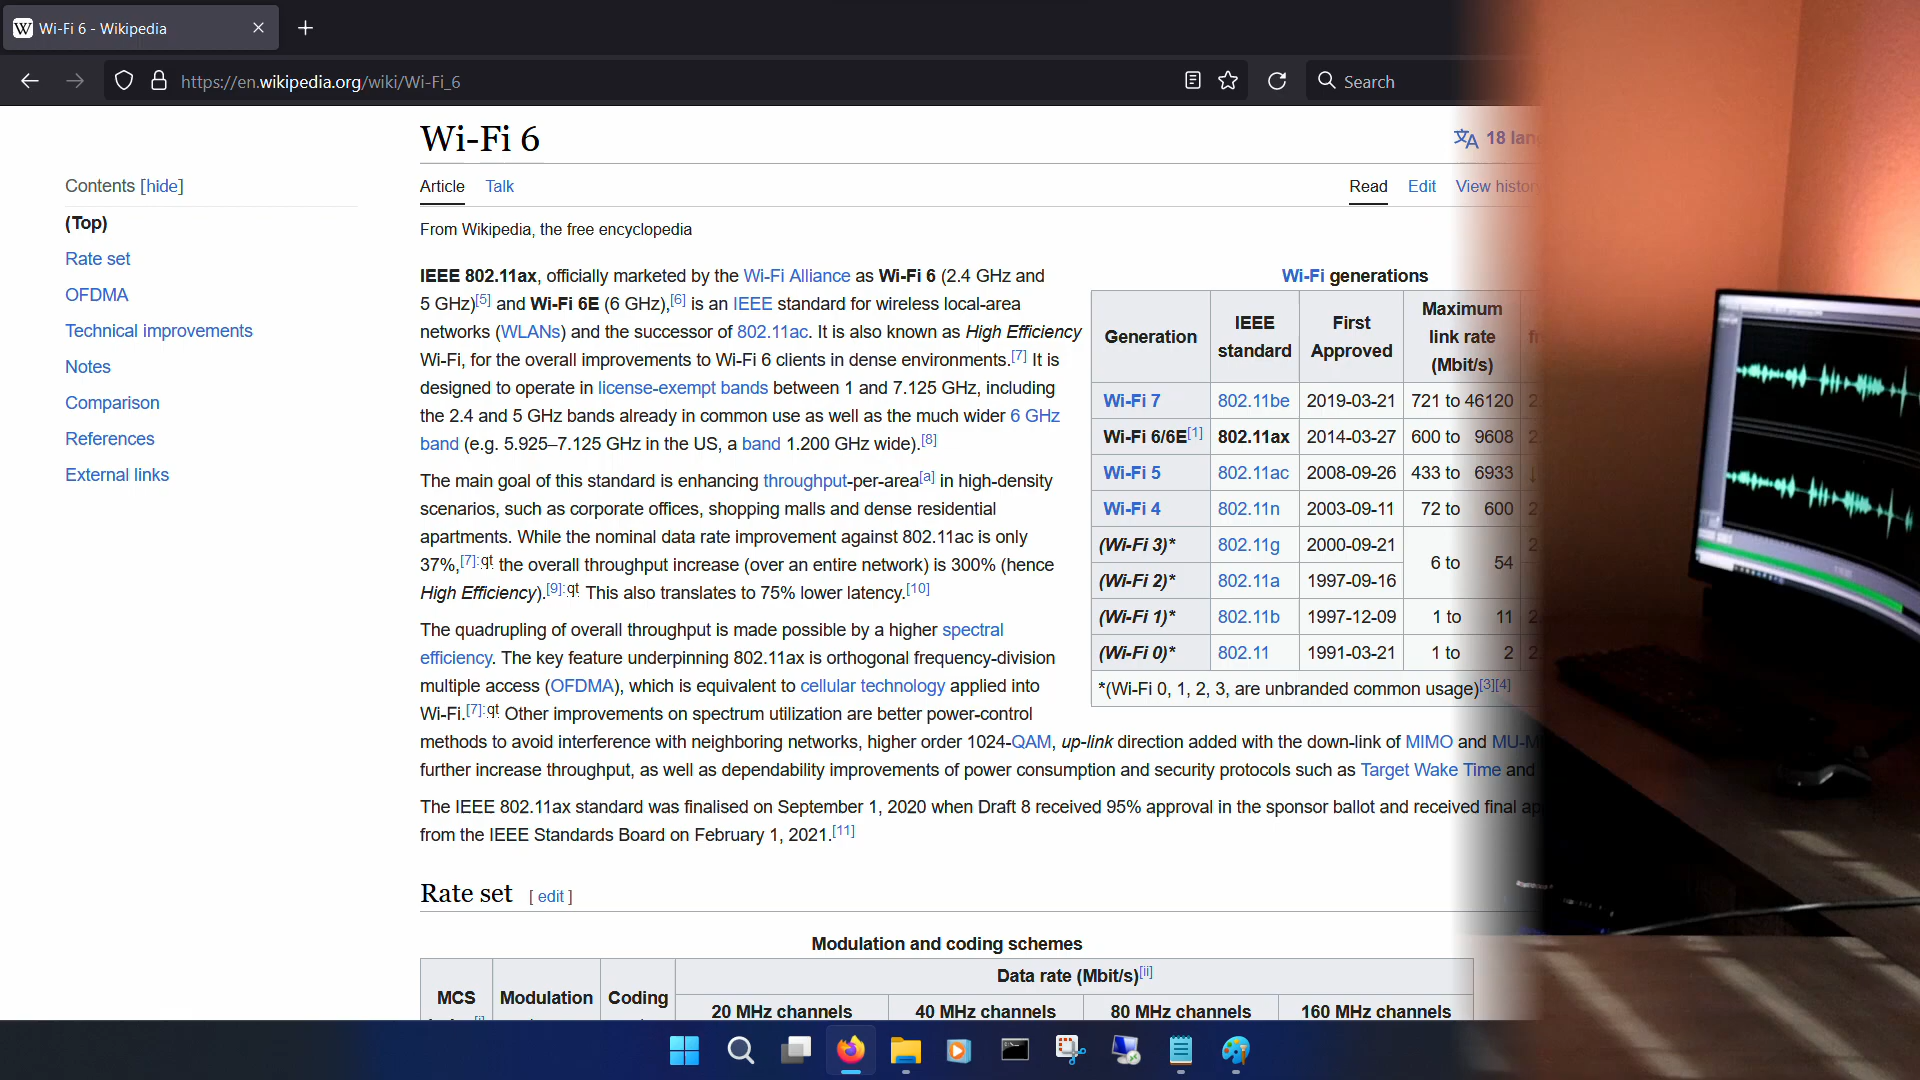 Wi-Fi 6 - Wikipedia
https://en.wikipedia.org/wiki/Wi-Fi_6
Search
Wi-Fi 6
18
Contents [hide]
(Top)
Rate set
OFDMA
Technical improvements
Notes
Comparison
References
External links
Article Talk
Read Edit View history
From Wikipedia, the free encyclopedia
IEEE 802.11ax, officially marketed by the Wi-Fi Alliance as Wi-Fi 6 (2.4 GHz and
5 GHz)[5] and Wi-Fi 6E (6 GHz),[6] is an IEEE standard for wireless local-area
networks (WLANs) and the successor of 802.11ac. It is also known as High Efficiency
Wi-Fi, for the overall improvements to Wi-Fi 6 clients in dense environments.[7] It is
designed to operate in license-exempt bands between 1 and 7.125 GHz, including
the 2.4 and 5 GHz bands already in common use as well as the much wider 6 GHz
band (e.g. 5.925–7.125 GHz in the US, a band 1.200 GHz wide).[8]
The main goal of this standard is enhancing throughput-per-area[a] in high-density
scenarios, such as corporate offices, shopping malls and dense residential
apartments. While the nominal data rate improvement against 802.11ac is only
37%,[7]:qt the overall throughput increase (over an entire network) is 300% (hence
High Efficiency).[9]:qt This also translates to 75% lower latency.[10]
The quadrupling of overall throughput is made possible by a higher spectral
efficiency. The key feature underpinning 802.11ax is orthogonal frequency-division
multiple access (OFDMA), which is equivalent to cellular technology applied into
Wi-Fi.[7]:qt Other improvements on spectrum utilization are better power-control
methods to avoid interference with neighboring networks, higher order 1024-QAM, up-link direction added with the down-link of MIMO and
further increase throughput, as well as dependability improvements of power consumption and security protocols such as Target Wake Time and
The IEEE 802.11ax standard was finalised on September 1, 2020 when Draft 8 received 95% approval in the sponsor ballot and received final
from the IEEE Standards Board on February 1, 2021.[11]
Wi-Fi generations
Generation IEEE standard First Approved Maximum link rate (Mbit/s)
Wi-Fi 7 802.11be 2019-03-21 721 to 46120
Wi-Fi 6/6E[1] 802.11ax 2014-03-27 600 to 9608
Wi-Fi 5 802.11ac 2008-09-26 433 to 6933
Wi-Fi 4 802.11n 2003-09-11 72 to 600
(Wi-Fi 3)* 802.11g 2000-09-21 6 to 54
(Wi-Fi 2)* 802.11a 1997-09-16
(Wi-Fi 1)* 802.11b 1997-12-09 1 to 11
(Wi-Fi 0)* 802.11 1991-03-21 1 to 2
*(Wi-Fi 0, 1, 2, 3, are unbranded common usage)[3][4]
Rate set [ edit ]
Modulation and coding schemes
MCS Modulation Coding Data rate (Mbit/s)[ii]
20 MHz channels 40 MHz channels 80 MHz channels 160 MHz channels